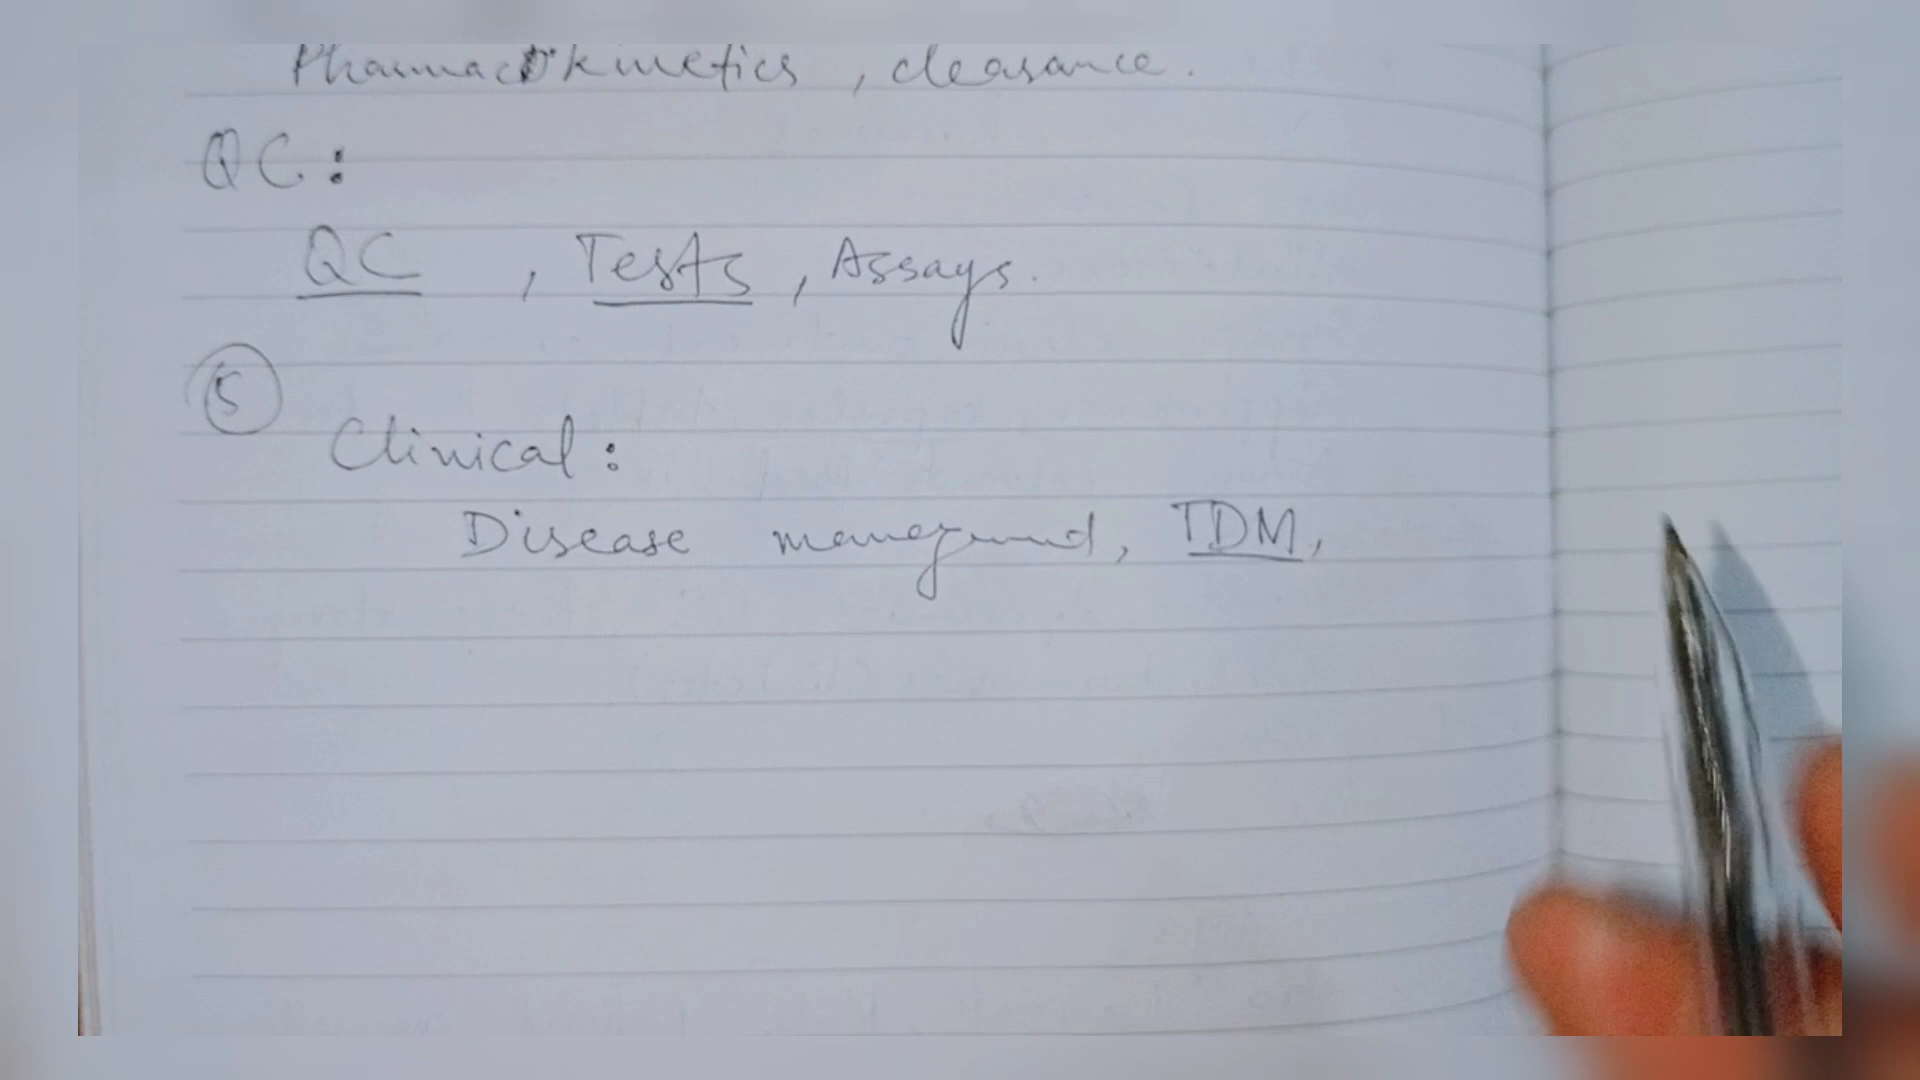 Pharmacokinetics, clearance.
QC:
QC, Tests, Assays.
5
Clinical:
Disease management, TDM,